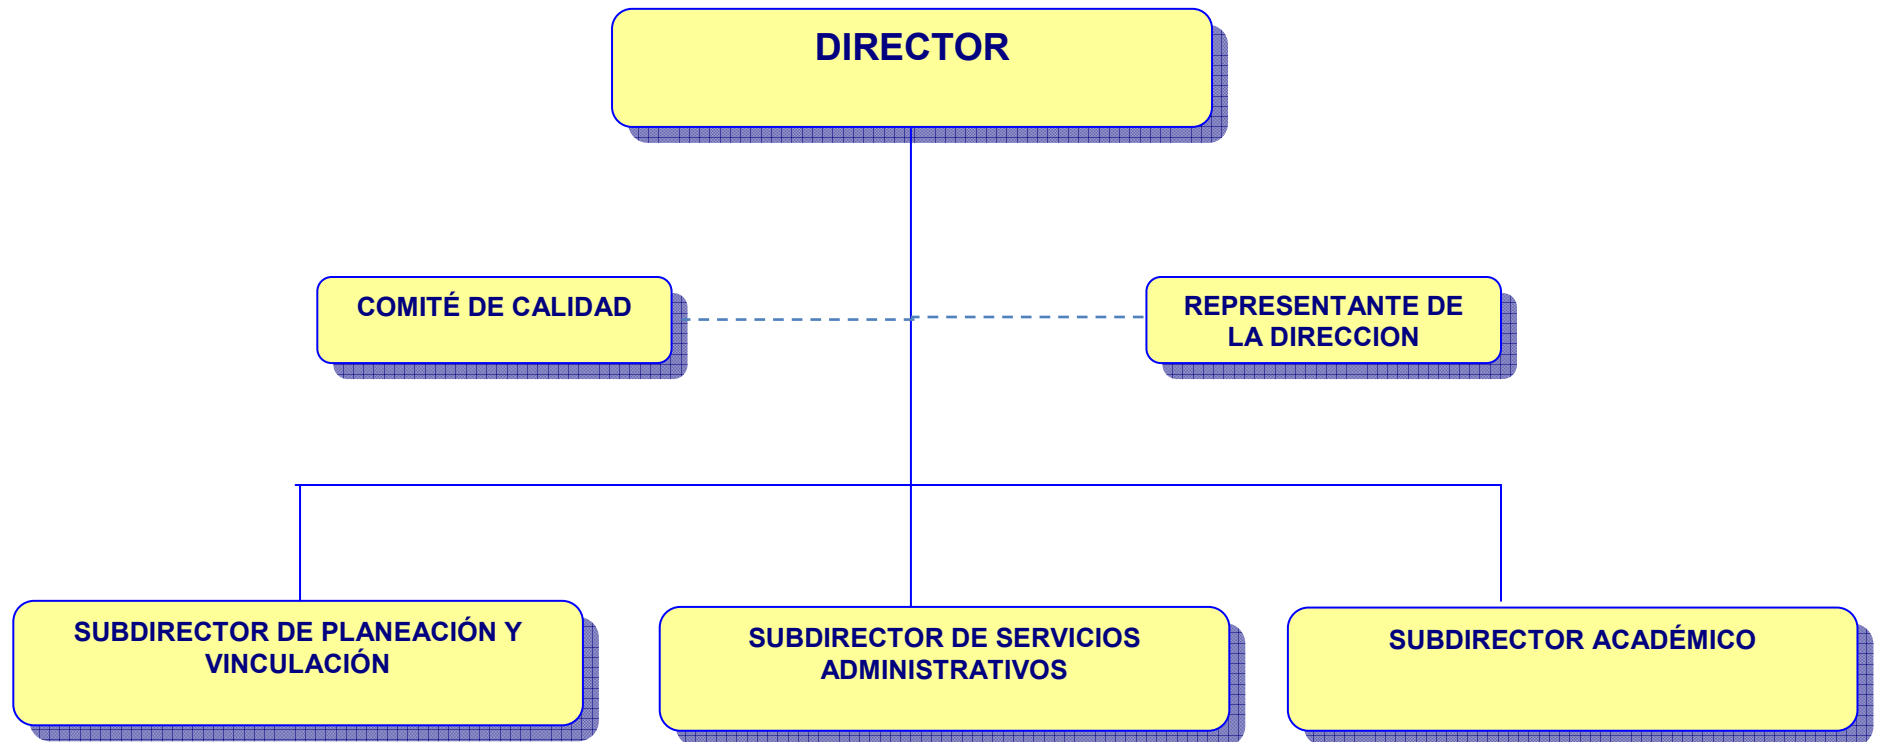 DIRECTOR
COMITÉ DE CALIDAD
REPRESENTANTE DE
LA DIRECCION
SUBDIRECTOR DE PLANEACIÓN Y
VINCULACIÓN
SUBDIRECTOR DE SERVICIOS
ADMINISTRATIVOS
SUBDIRECTOR ACADÉMICO